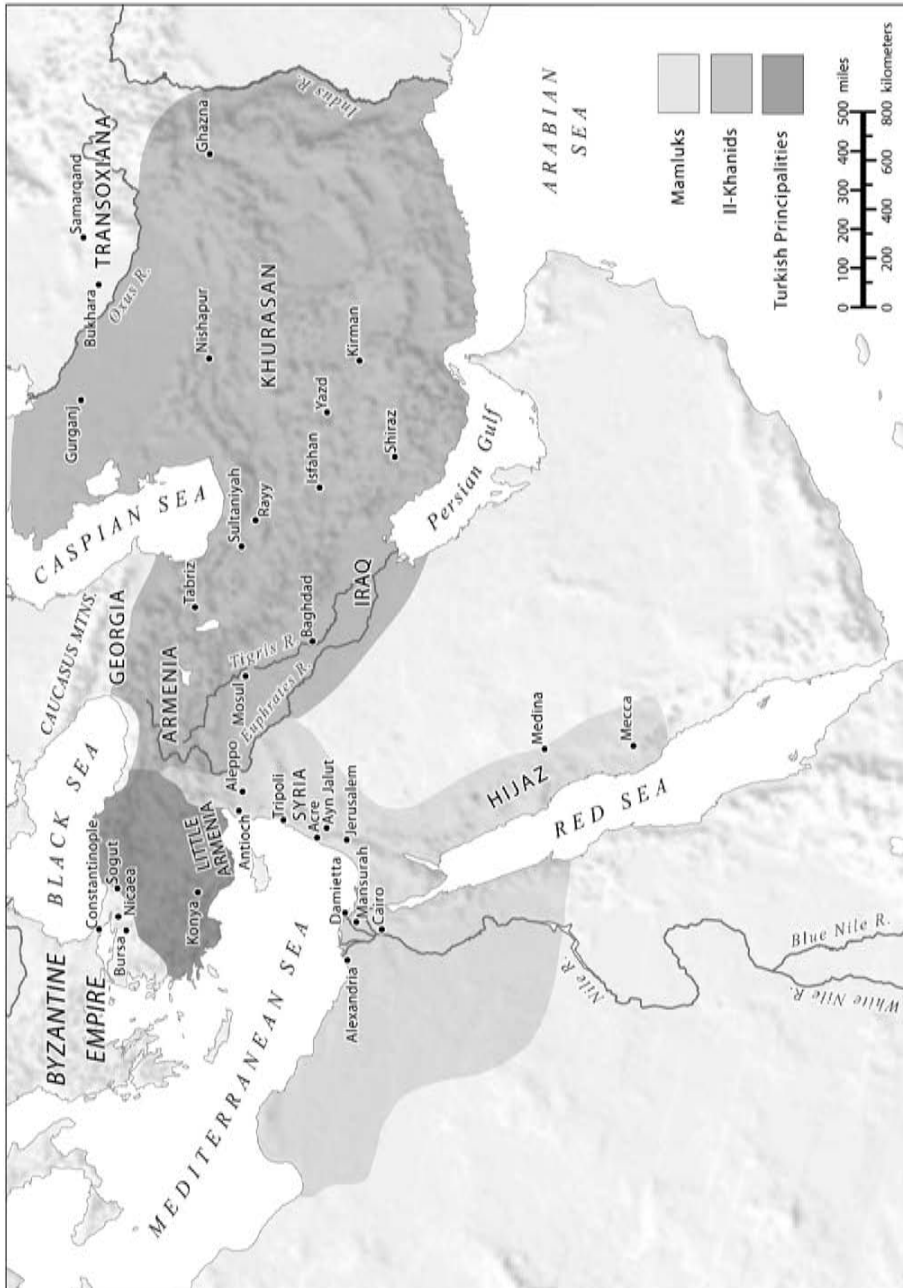 BYZANTINE
EMPIRE
BLACK SEA
CAUCASUS MTNS.
CASPIAN SEA
Constantinople
Sogut
Nicaea
Bursa
Konya
LITTLE
ARMENIA
GEORGIA
ARMENIA
Tabriz
Gurganj
Bukhara
Samarqand
TRANSOXIANA
Oxus R.
Nishapur
Ghazna
KHURASAN
Sultaniyah
Rayy
Isfahan
Yazd
Kirman
Shiraz
Indus R.
Mosul
Tigris R.
Euphrates R.
Baghdad
IRAQ
Persian Gulf
Antioch
Aleppo
Tripoli
SYRIA
Acre
Ayn Jalut
Jerusalem
MEDITERRANEAN SEA
Alexandria
Damietta
Mansurah
Cairo
Nile R.
White Nile R.
Blue Nile R.
HIJAZ
Medina
Mecca
RED SEA
ARABIAN
SEA
Mamluks
Il-Khanids
Turkish Principalities
0 100 200 300 400 500 miles
0 200 400 600 800 kilometers